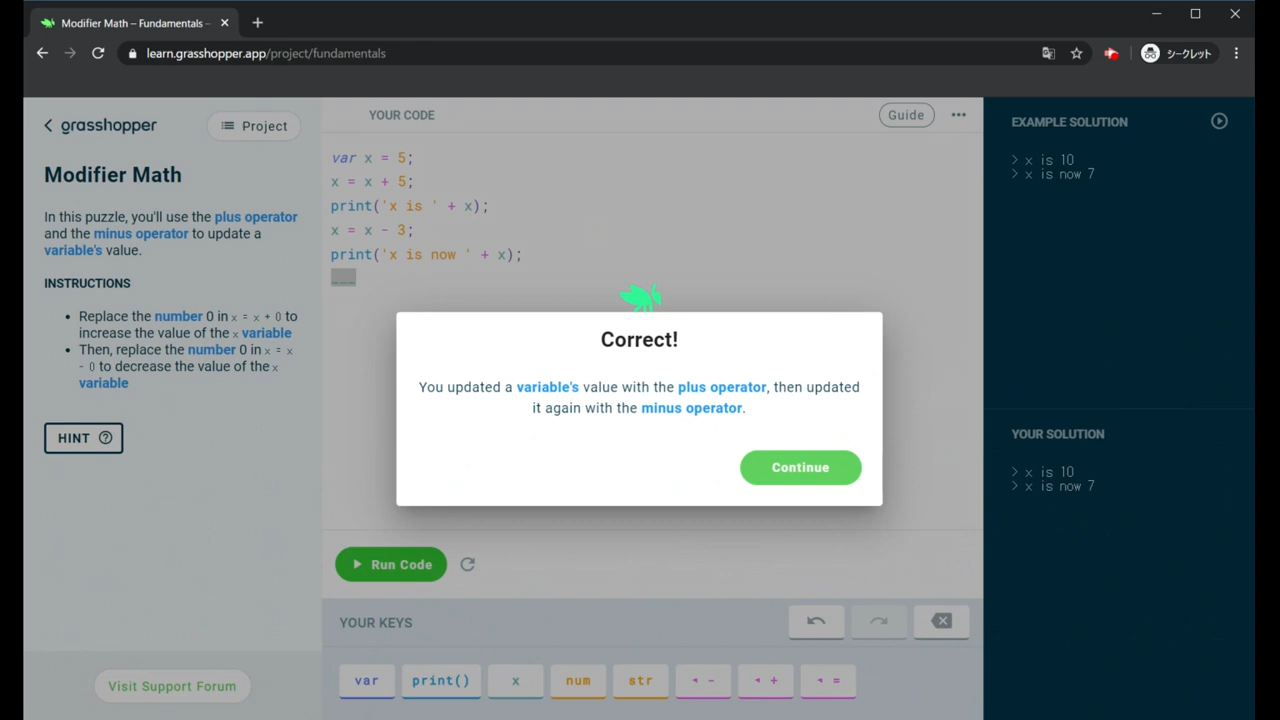 Modifier Math – Fundamentals –
learn.grasshopper.app/project/fundamentals
シークレット
grasshopper
Project
Modifier Math
In this puzzle, you'll use the plus operator
and the minus operator to update a
variable's value.
INSTRUCTIONS
• Replace the number 0 in x = x + 0 to
increase the value of the x variable
• Then, replace the number 0 in x = x
- 0 to decrease the value of the x
variable
HINT
Visit Support Forum
YOUR CODE
Guide
var x = 5;
x = x + 5;
print('x is ' + x);
x = x - 3;
print('x is now ' + x);
___
Correct!
You updated a variable's value with the plus operator, then updated
it again with the minus operator.
Continue
Run Code
YOUR KEYS
var
print()
x
num
str
◂ -
◂ +
◂ =
EXAMPLE SOLUTION
> x is 10
> x is now 7
YOUR SOLUTION
> x is 10
> x is now 7